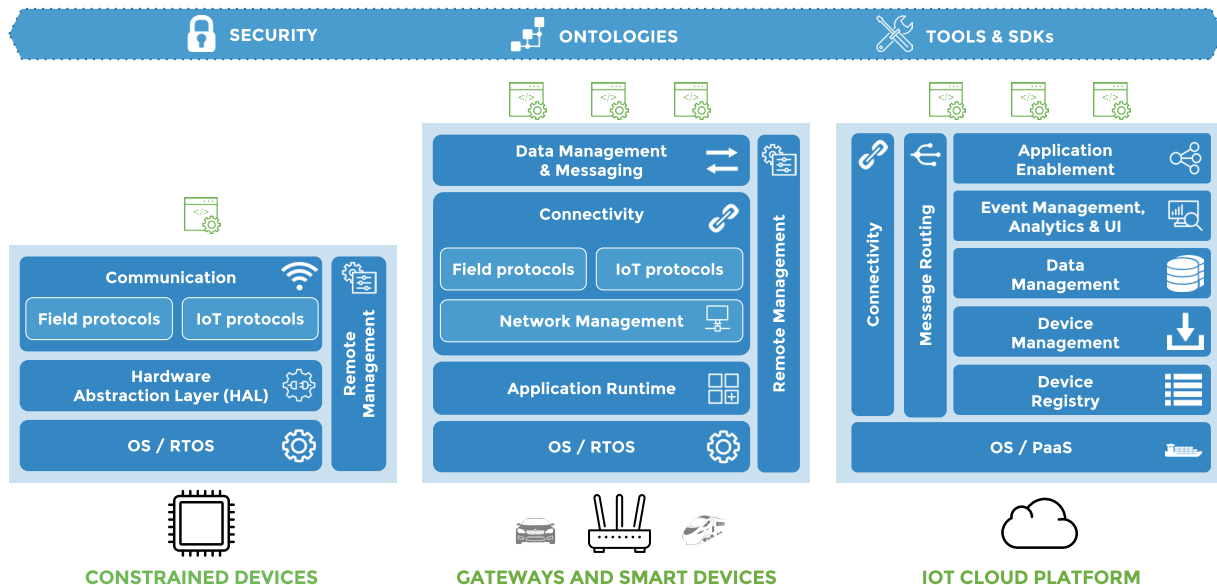 SECURITY
ONTOLOGIES
TOOLS & SDKs
</>
Communication
Field protocols
IoT protocols
Hardware
Abstraction Layer (HAL)
OS / RTOS
Remote
Management
CONSTRAINED DEVICES
</>
</>
</>
Data Management
& Messaging
Connectivity
Field protocols
IoT protocols
Network Management
Application Runtime
OS / RTOS
Remote Management
GATEWAYS AND SMART DEVICES
</>
</>
</>
Connectivity
Message Routing
Application
Enablement
Event Management,
Analytics & UI
Data
Management
Device
Management
Device
Registry
OS / PaaS
IOT CLOUD PLATFORM